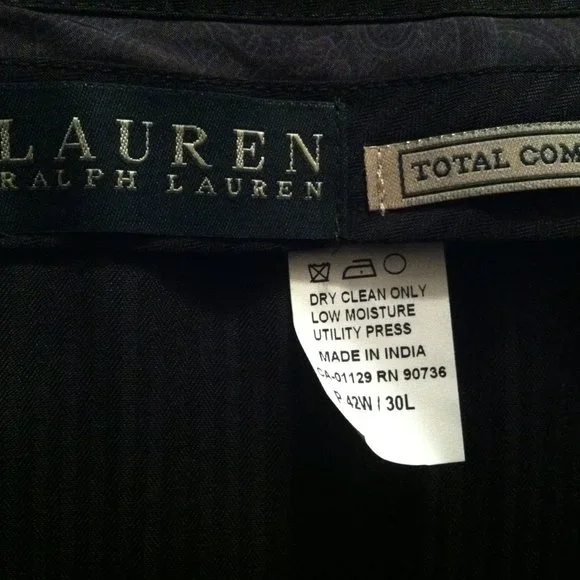 LAUREN
RALPH LAUREN
TOTAL COM
DRY CLEAN ONLY
LOW MOISTURE
UTILITY PRESS
MADE IN INDIA
CA-01129 RN 90736
P 42W / 30L